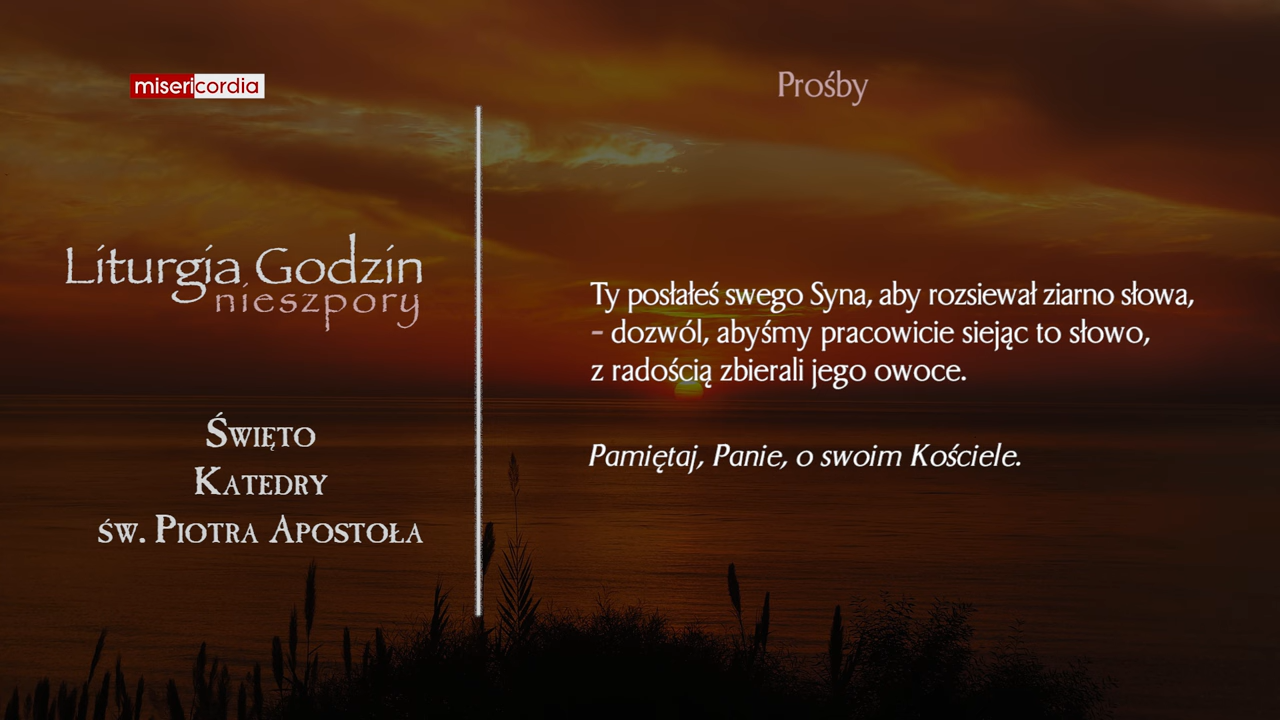 misericordia
Prośby
Liturgia Godzin
nieszpory
Święto
Katedry
św. Piotra Apostoła
Ty posłałeś swego Syna, aby rozsiewał ziarno słowa,
- dozwól, abyśmy pracowicie siejąc to słowo,
z radością zbierali jego owoce.
Pamiętaj, Panie, o swoim Kościele.